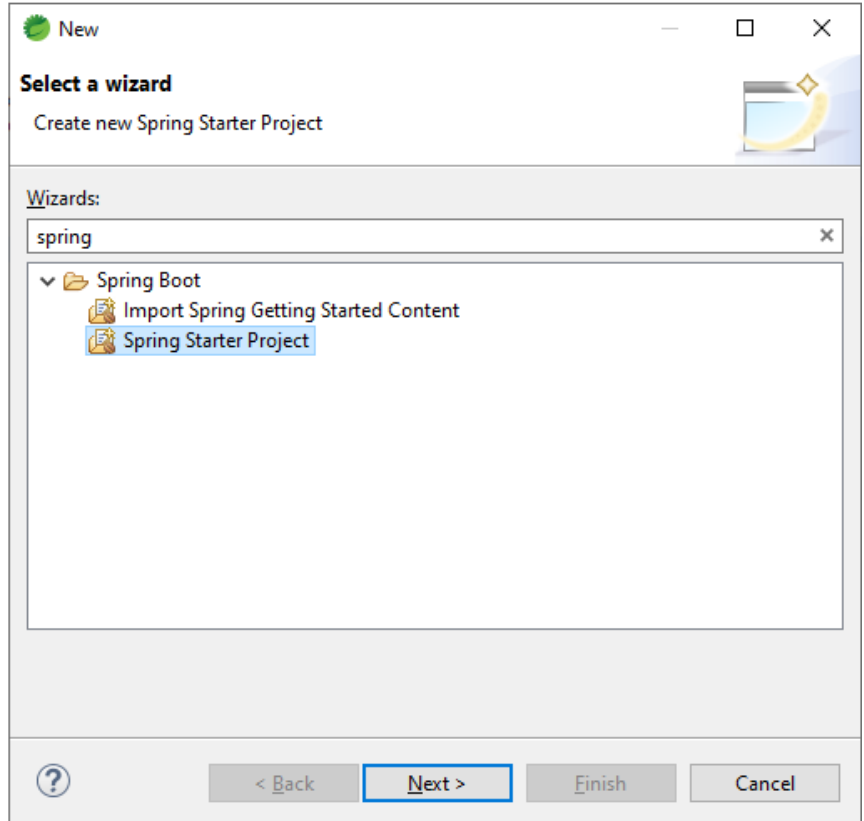 New
Select a wizard
Create new Spring Starter Project
Wizards:
spring
Spring Boot
Import Spring Getting Started Content
Spring Starter Project
< Back
Next >
Finish
Cancel